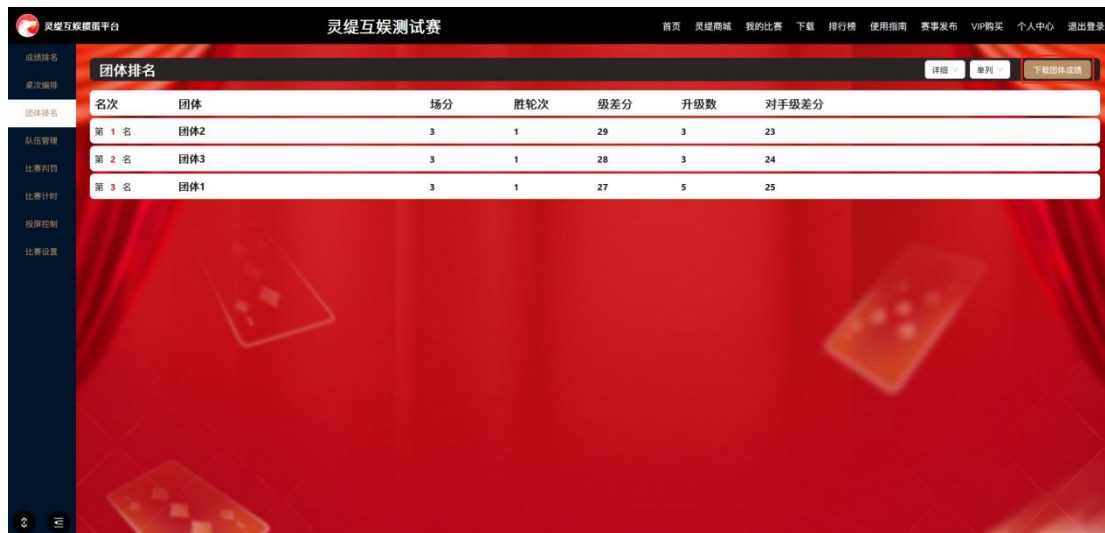 灵缇互娱掼蛋平台 灵缇互娱测试赛 首页 灵缇商城 我的比赛 下载 排行榜 使用指南 赛事发布 VIP购买 个人中心 退出登录
成绩排名
桌次编排
团体排名
队伍管理
比赛判罚
比赛计时
投屏控制
比赛设置
团体排名 详细 单列 下载团体成绩
名次 团体 场分 胜轮次 级差分 升级数 对手级差分
第 1 名 团体2 3 1 29 3 23
第 2 名 团体3 3 1 28 3 24
第 3 名 团体1 3 1 27 5 25